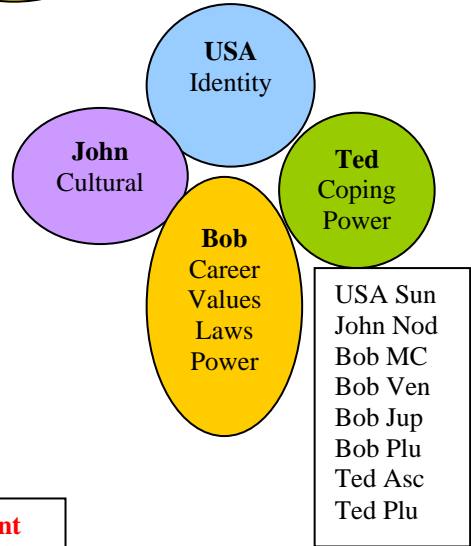 USA
Identity
John
Cultural
Ted
Coping
Power
Bob
Career
Values
Laws
Power
USA Sun
John Nod
Bob MC
Bob Ven
Bob Jup
Bob Plu
Ted Asc
Ted Plu
nt